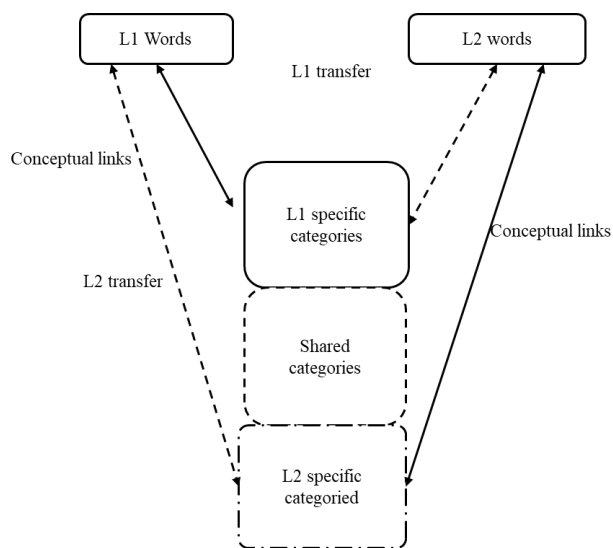 L1 Words
L2 words
L1 transfer
Conceptual links
L1 specific
categories
Conceptual links
L2 transfer
Shared
categories
L2 specific
categoried